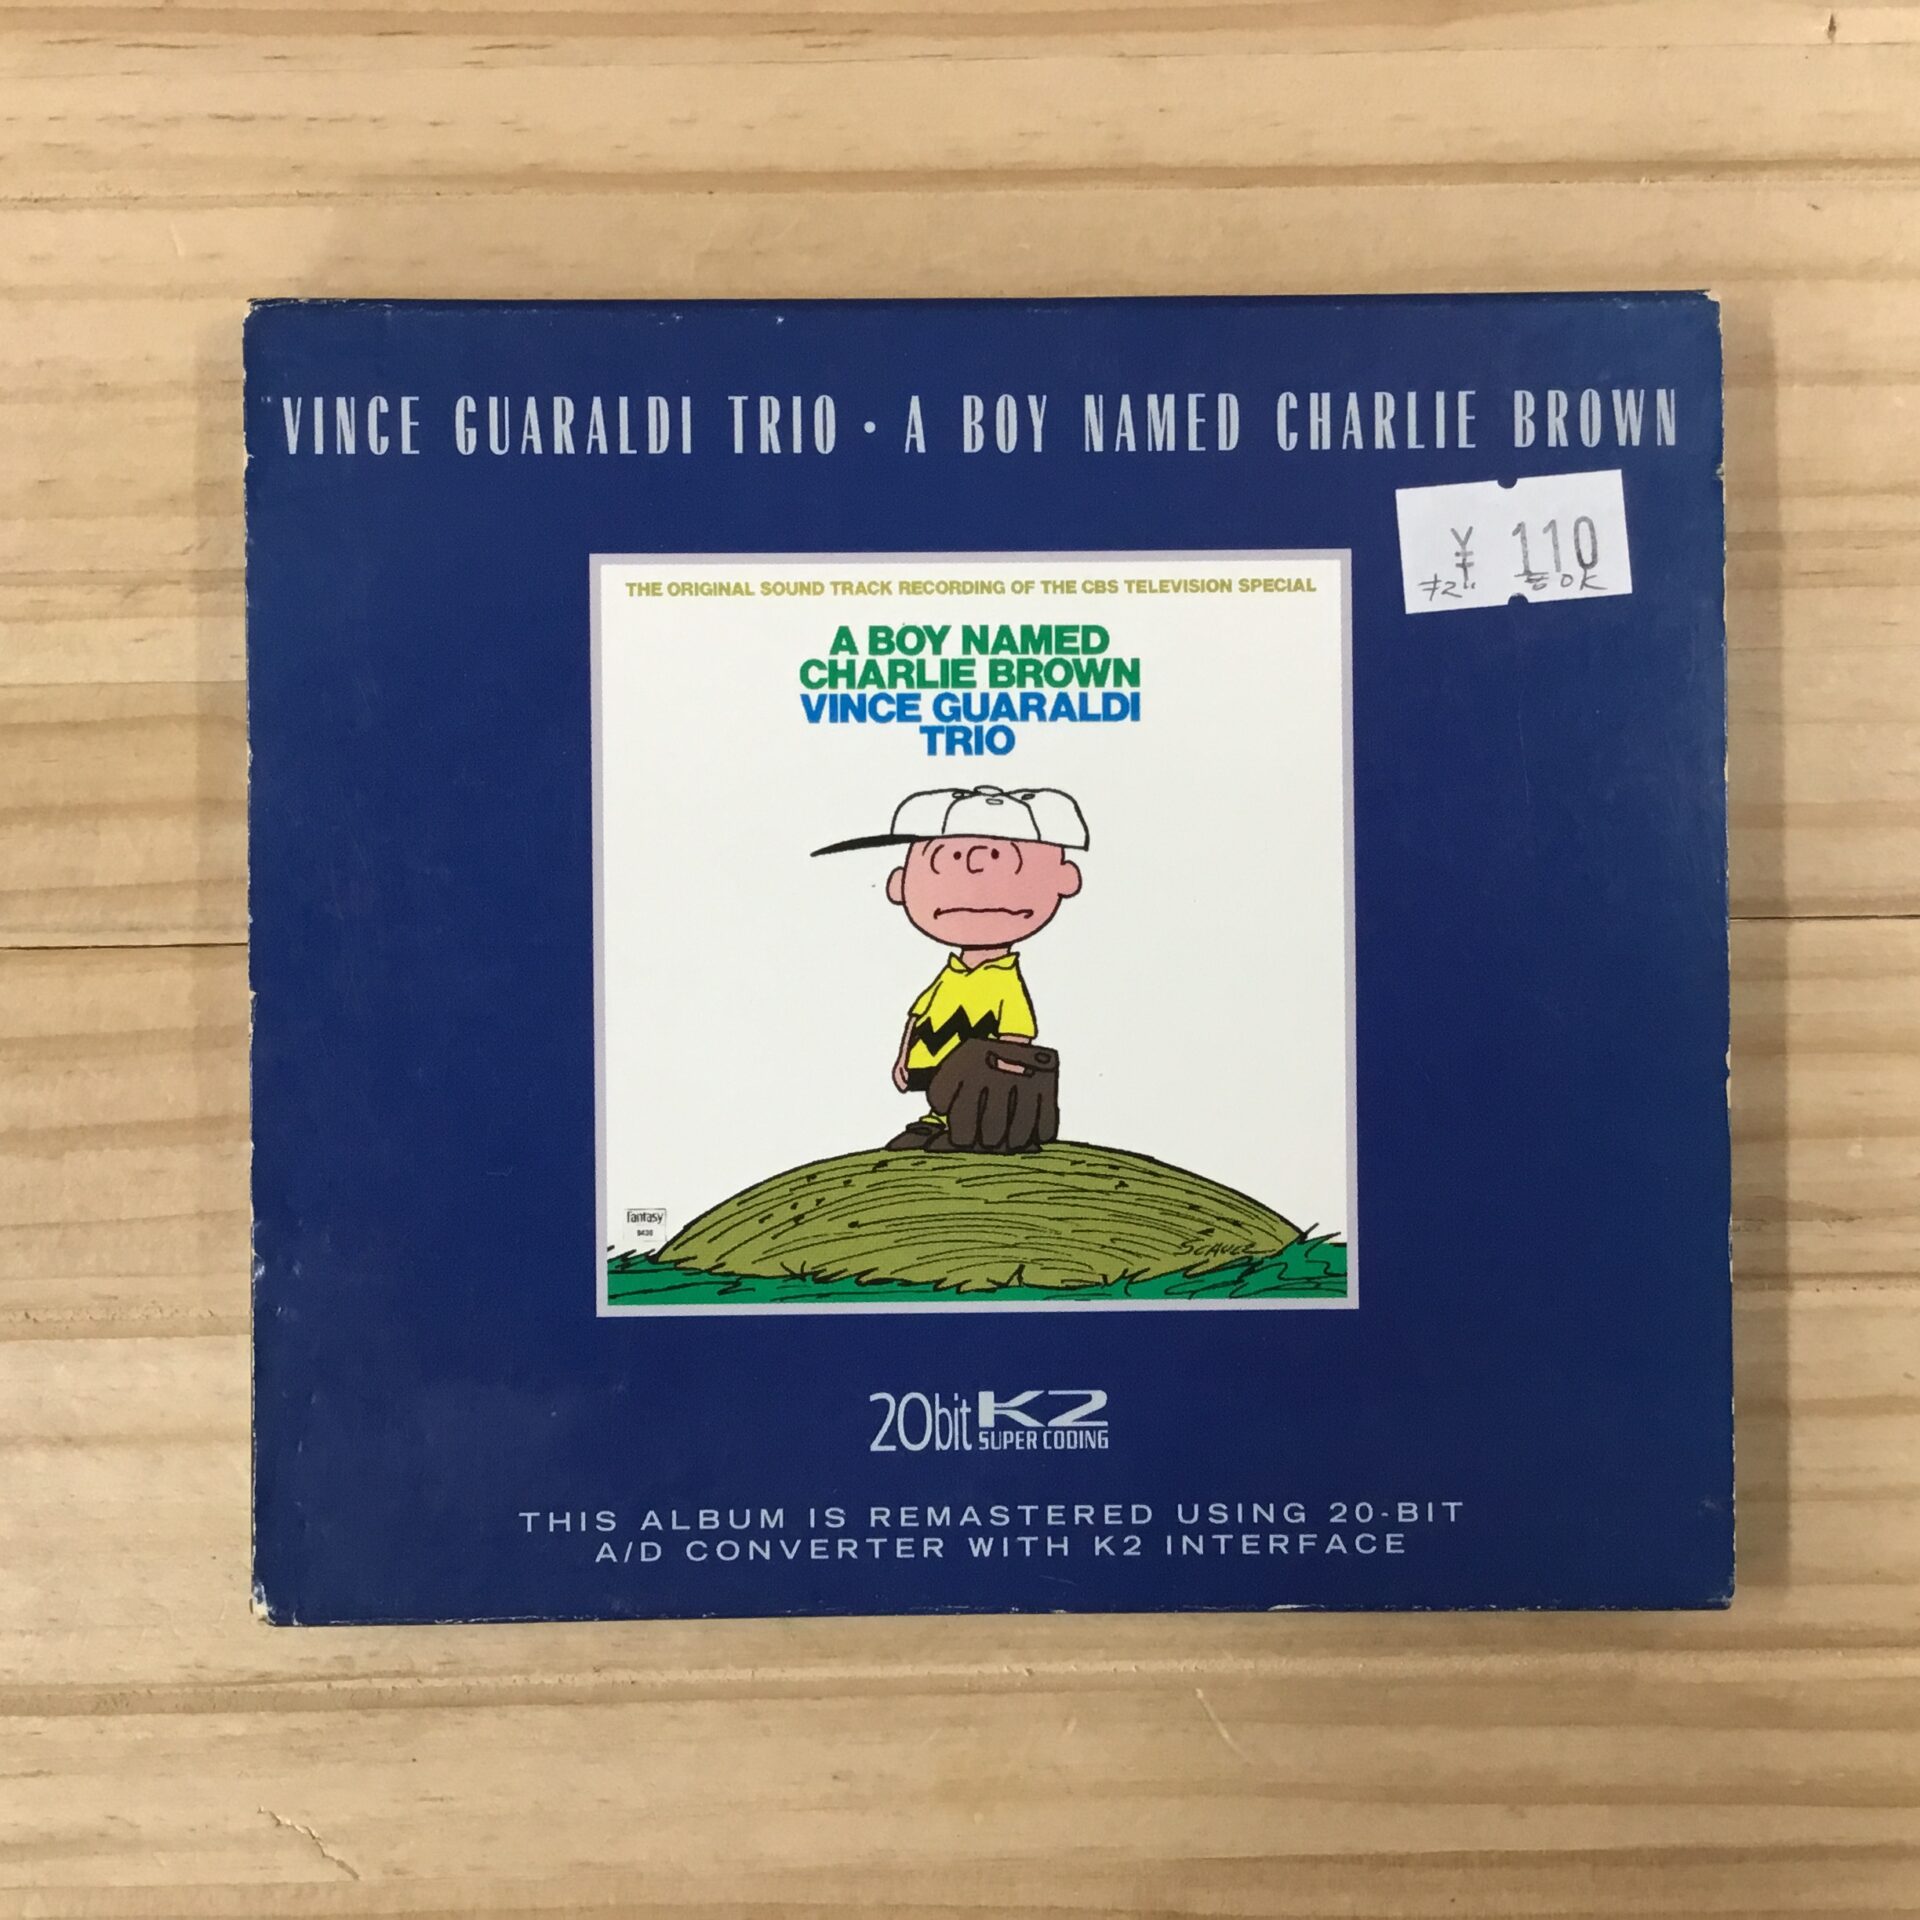 VINCE GUARALDI TRIO • A BOY NAMED CHARLIE BROWN
¥ 110
THE ORIGINAL SOUND TRACK RECORDING OF THE CBS TELEVISION SPECIAL
A BOY NAMED
CHARLIE BROWN
VINCE GUARALDI
TRIO
fantasy
8430
SCHULZ
20bit K2
SUPER CODING
THIS ALBUM IS REMASTERED USING 20-BIT
A/D CONVERTER WITH K2 INTERFACE